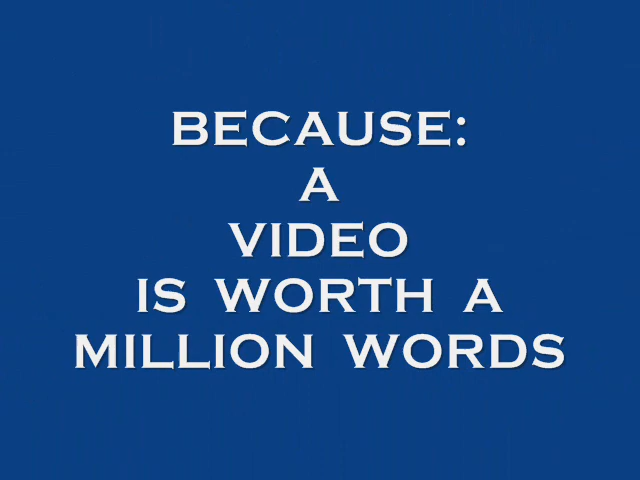 BECAUSE:
A
VIDEO
IS WORTH A
MILLION WORDS